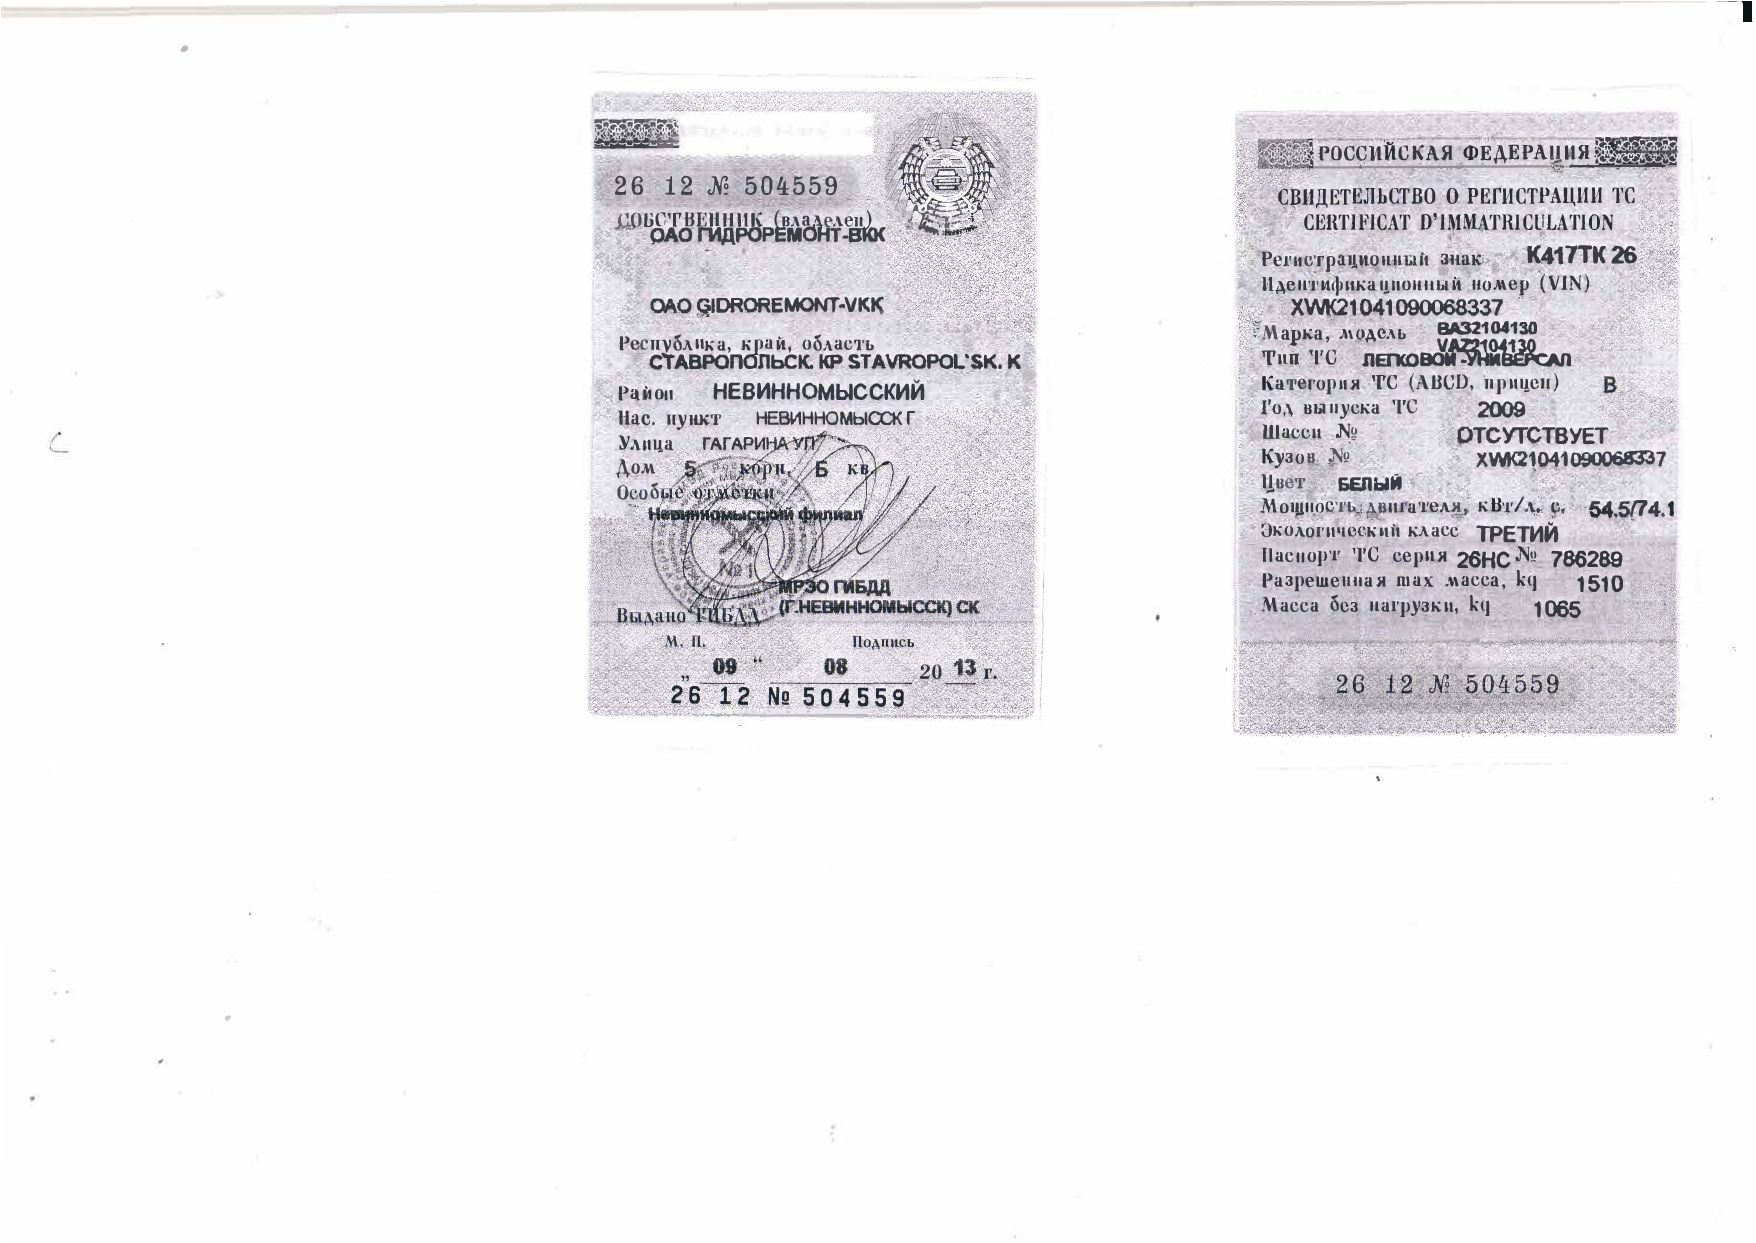 26 12 № 504559
СОБСТВЕННИК (владелец)
ОАО ГИДРОРЕМОНТ-ВКК
OAO GIDROREMONT-VKK
Республика, край, область
СТАВРОПОЛЬСК. КР STAVROPOL'SK. K
Район НЕВИННОМЫССКИЙ
Нас. пункт НЕВИННОМЫССК Г
Улица ГАГАРИНА УЛ
Дом 5 корп. Б кв.
Особые отметки
Невинномысский филиал
№1
МРЭО ГИБДД
Выдано ГИБДД (Г.НЕВИННОМЫССК) СК
М. П. Подпись
„ 09 “ 08 20 13 г.
26 12 № 504559
РОССИЙСКАЯ ФЕДЕРАЦИЯ
СВИДЕТЕЛЬСТВО О РЕГИСТРАЦИИ ТС
CERTIFICAT D'IMMATRICULATION
Регистрационный знак К417ТК 26
Идентификационный номер (VIN)
XWK21041090068337
Марка, модель ВАЗ2104130
VAZ2104130
Тип ТС ЛЕГКОВОЙ-УНИВЕРСАЛ
Категория ТС (ABCD, прицеп) B
Год выпуска ТС 2009
Шасси № ОТСУТСТВУЕТ
Кузов № XWK21041090068337
Цвет БЕЛЫЙ
Мощность двигателя, кВт/л. с. 54.5/74.1
Экологический класс ТРЕТИЙ
Паспорт ТС серия 26НС № 786289
Разрешенная max масса, kg 1510
Масса без нагрузки, kg 1065
26 12 № 504559